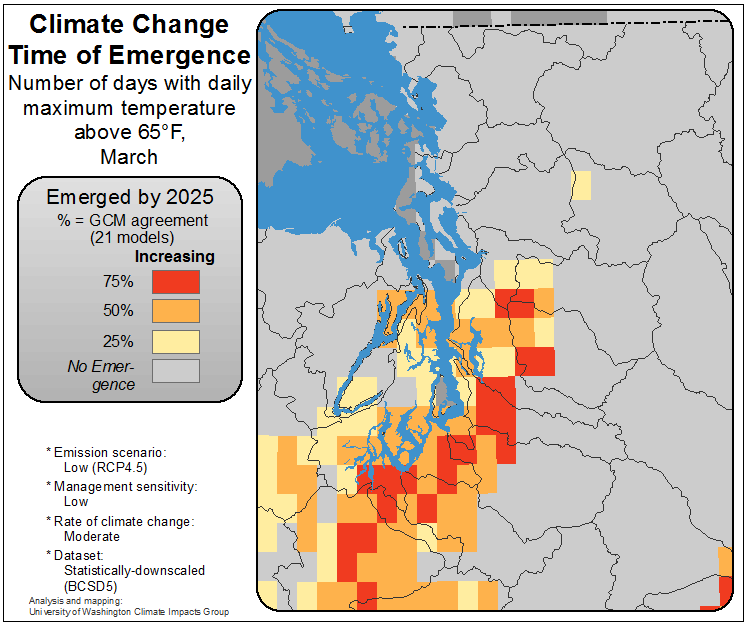 Climate Change
Time of Emergence
Number of days with daily
maximum temperature
above 65°F,
March
Emerged by 2025
% = GCM agreement
(21 models)
Increasing
75%
50%
25%
No Emer-
gence
* Emission scenario:
Low (RCP4.5)
* Management sensitivity:
Low
* Rate of climate change:
Moderate
* Dataset:
Statistically-downscaled
(BCSD5)
Analysis and mapping:
University of Washington Climate Impacts Group